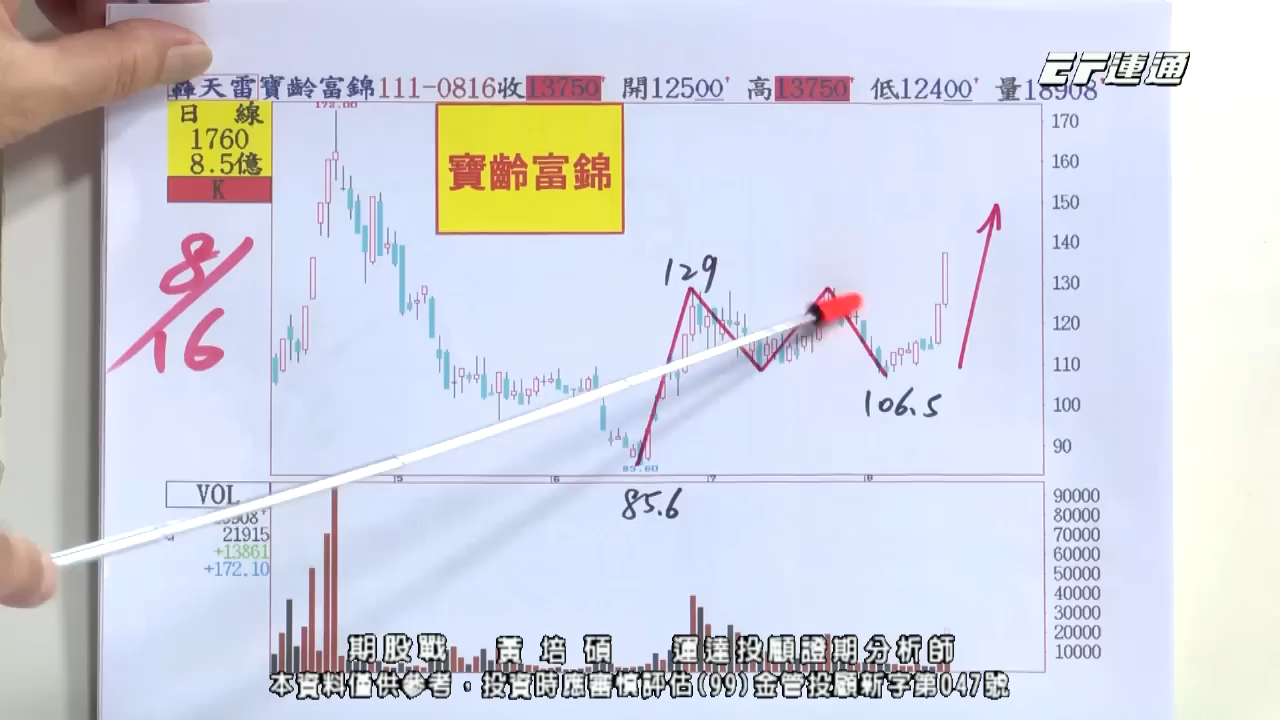 轟天雷寶齡富錦111-0816收13750↑ 開12500↑ 高13750↑ 低12400↑ 量18908↑
EF運通
日 線
1760
8.5億
K
172.00
寶齡富錦
8/16
170
160
150
140
130
120
110
100
90
129
106.5
85.60
85.6
5 6 7 8
VOL
21915
+13861
+172.10
90000
80000
70000
60000
50000
40000
30000
20000
10000
期股戰 黃培碩 運達投顧證期分析師
本資料僅供參考，投資時應審慎評估(99)金管投顧新字第047號